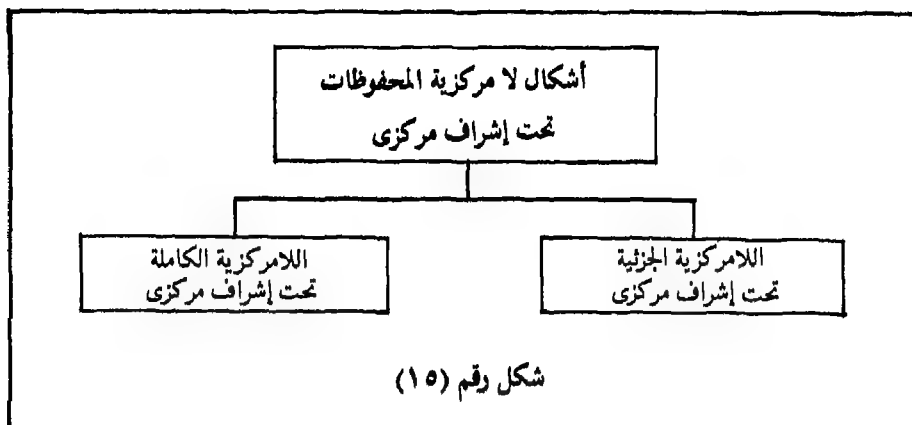 أشكال لا مركزية المحفوظات
تحت إشراف مركزى
اللامركزية الجزئية
تحت إشراف مركزى
اللامركزية الكاملة
تحت إشراف مركزى
شكل رقم (١٥)